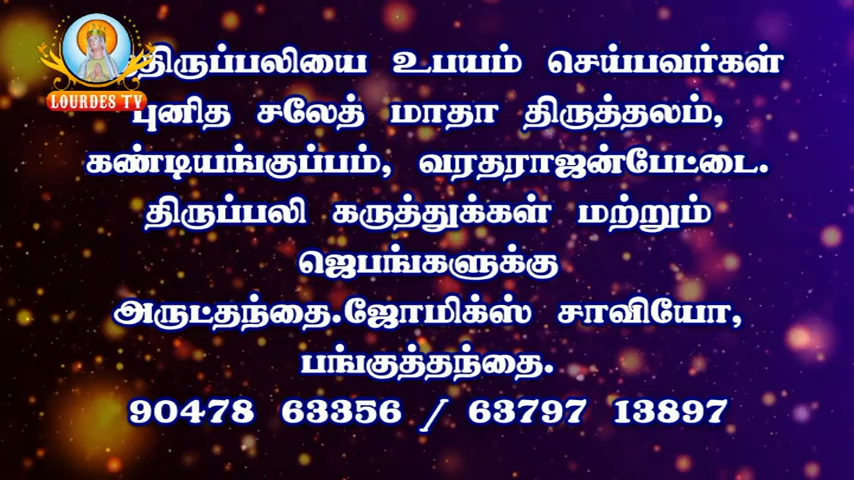 LOURDES TV
திருப்பலியை உபயம் செய்பவர்கள்
புனித சலேத் மாதா திருத்தலம்,
கண்டியங்குப்பம், வரதராஜன்பேட்டை.
திருப்பலி கருத்துக்கள் மற்றும்
ஜெபங்களுக்கு
அருட்தந்தை.ஜோமிக்ஸ் சாவியோ,
பங்குத்தந்தை.
90478 63356 / 63797 13897